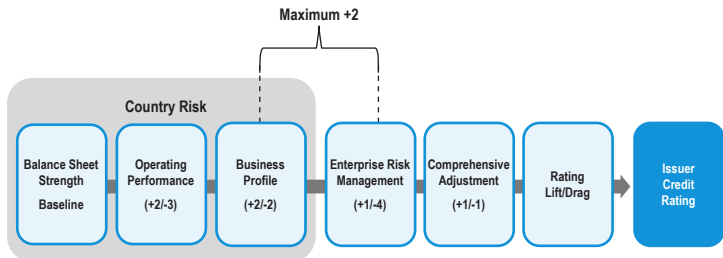 Maximum +2
Country Risk
Balance Sheet
Strength
Baseline
Operating
Performance
(+2/-3)
Business
Profile
(+2/-2)
Enterprise Risk
Management
(+1/-4)
Comprehensive
Adjustment
(+1/-1)
Rating
Lift/Drag
Issuer
Credit
Rating